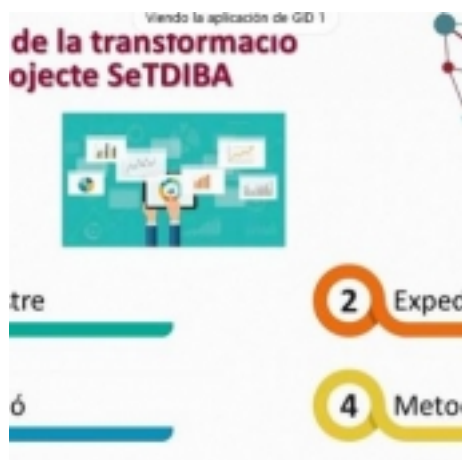 Viendo la aplicación de GID 1
de la transformacio
ojecte SeTDIBA
tre
2 Exped
ó
4 Meto